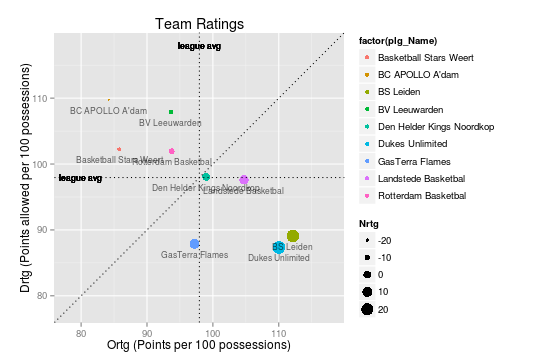 Team Ratings
Drtg (Points allowed per 100 possessions)
110
100
90
80
league avg
league avg
BC APOLLO A'dam
BV Leeuwarden
Basketball Stars Weert
Rotterdam Basketbal
Den Helder Kings Noordkop
Landstede Basketbal
BS Leiden
GasTerra Flames
Dukes Unlimited
80
90
100
110
Ortg (Points per 100 possessions)
factor(plg_Name)
Basketball Stars Weert
BC APOLLO A'dam
BS Leiden
BV Leeuwarden
Den Helder Kings Noordkop
Dukes Unlimited
GasTerra Flames
Landstede Basketbal
Rotterdam Basketbal
Nrtg
-20
-10
0
10
20